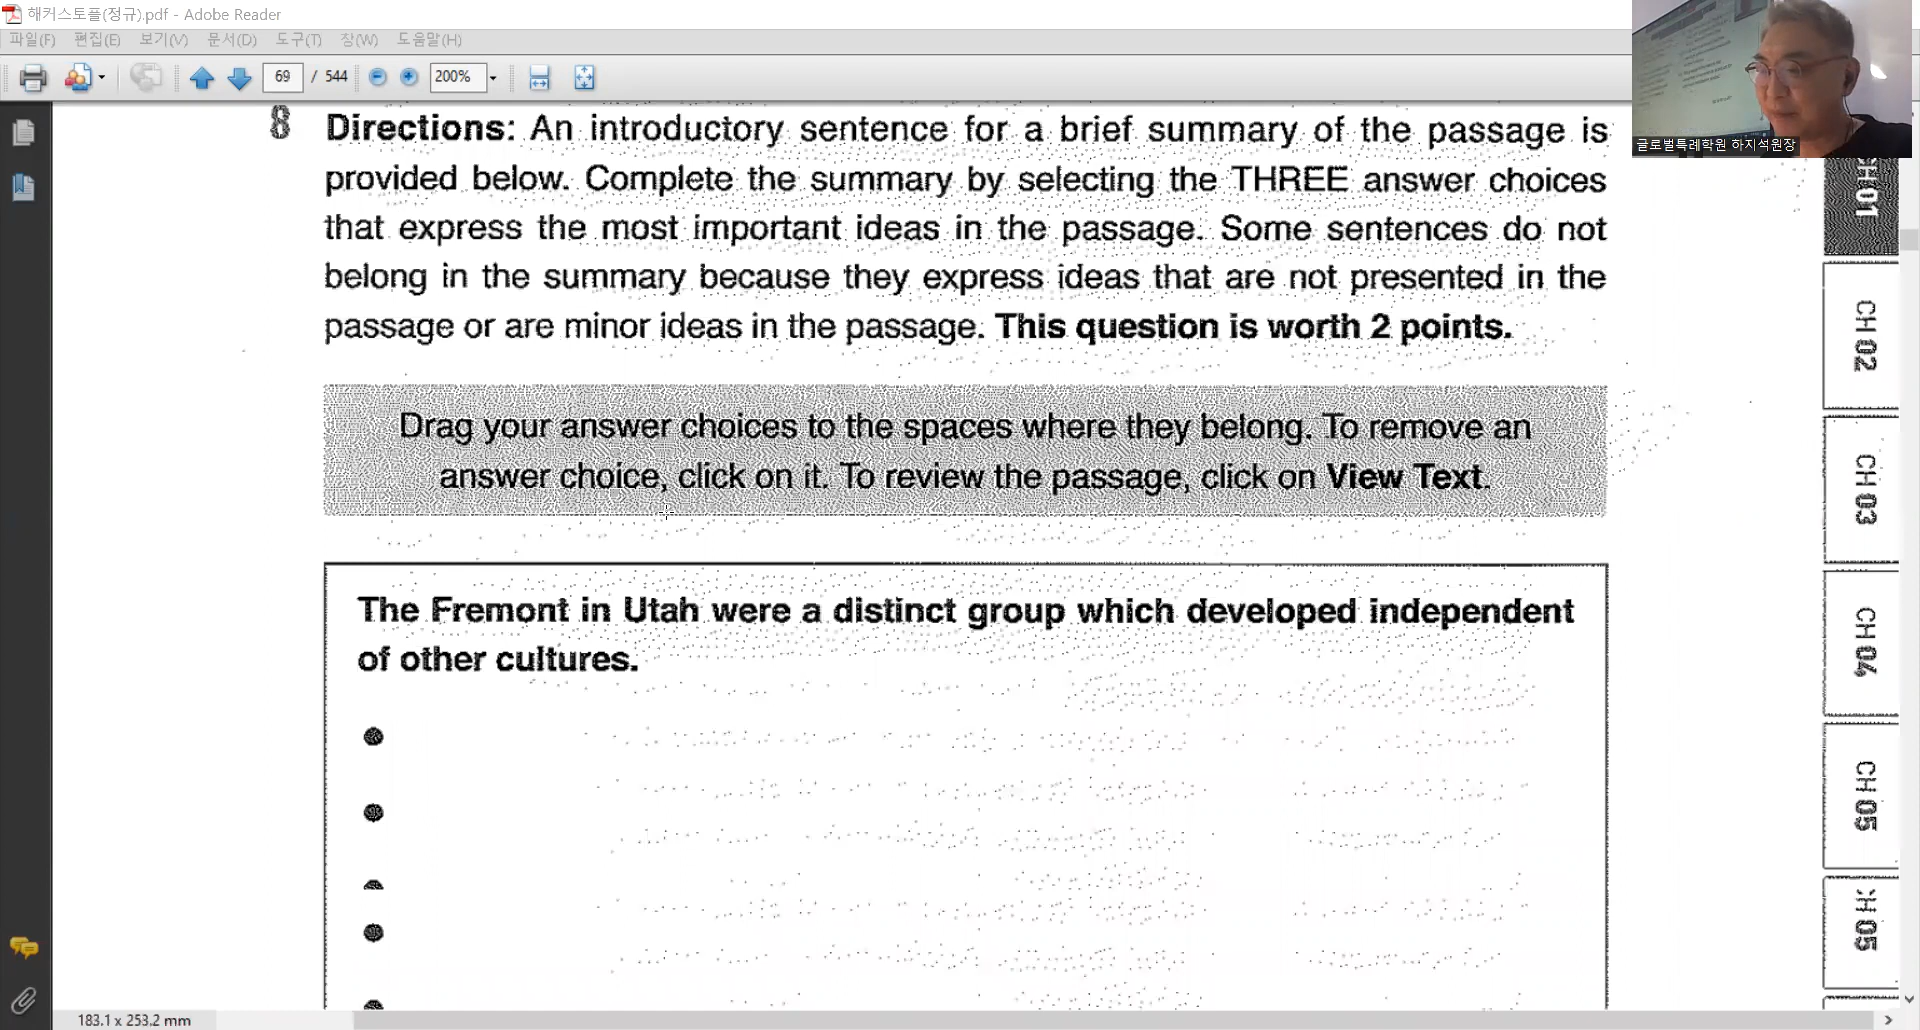 해커스토플(정규).pdf - Adobe Reader
파일(F) 편집(E) 보기(V) 문서(D) 도구(T) 창(W) 도움말(H)
69 / 544 200%
글로벌특례학원 하지석원장
8 Directions: An introductory sentence for a brief summary of the passage is
provided below. Complete the summary by selecting the THREE answer choices
that express the most important ideas in the passage. Some sentences do not
belong in the summary because they express ideas that are not presented in the
passage or are minor ideas in the passage. This question is worth 2 points.
Drag your answer choices to the spaces where they belong. To remove an
answer choice, click on it. To review the passage, click on View Text.
The Fremont in Utah were a distinct group which developed independent
of other cultures.
CH 01
CH 02
CH 03
CH 04
CH 05
CH 05
183.1 x 253.2 mm